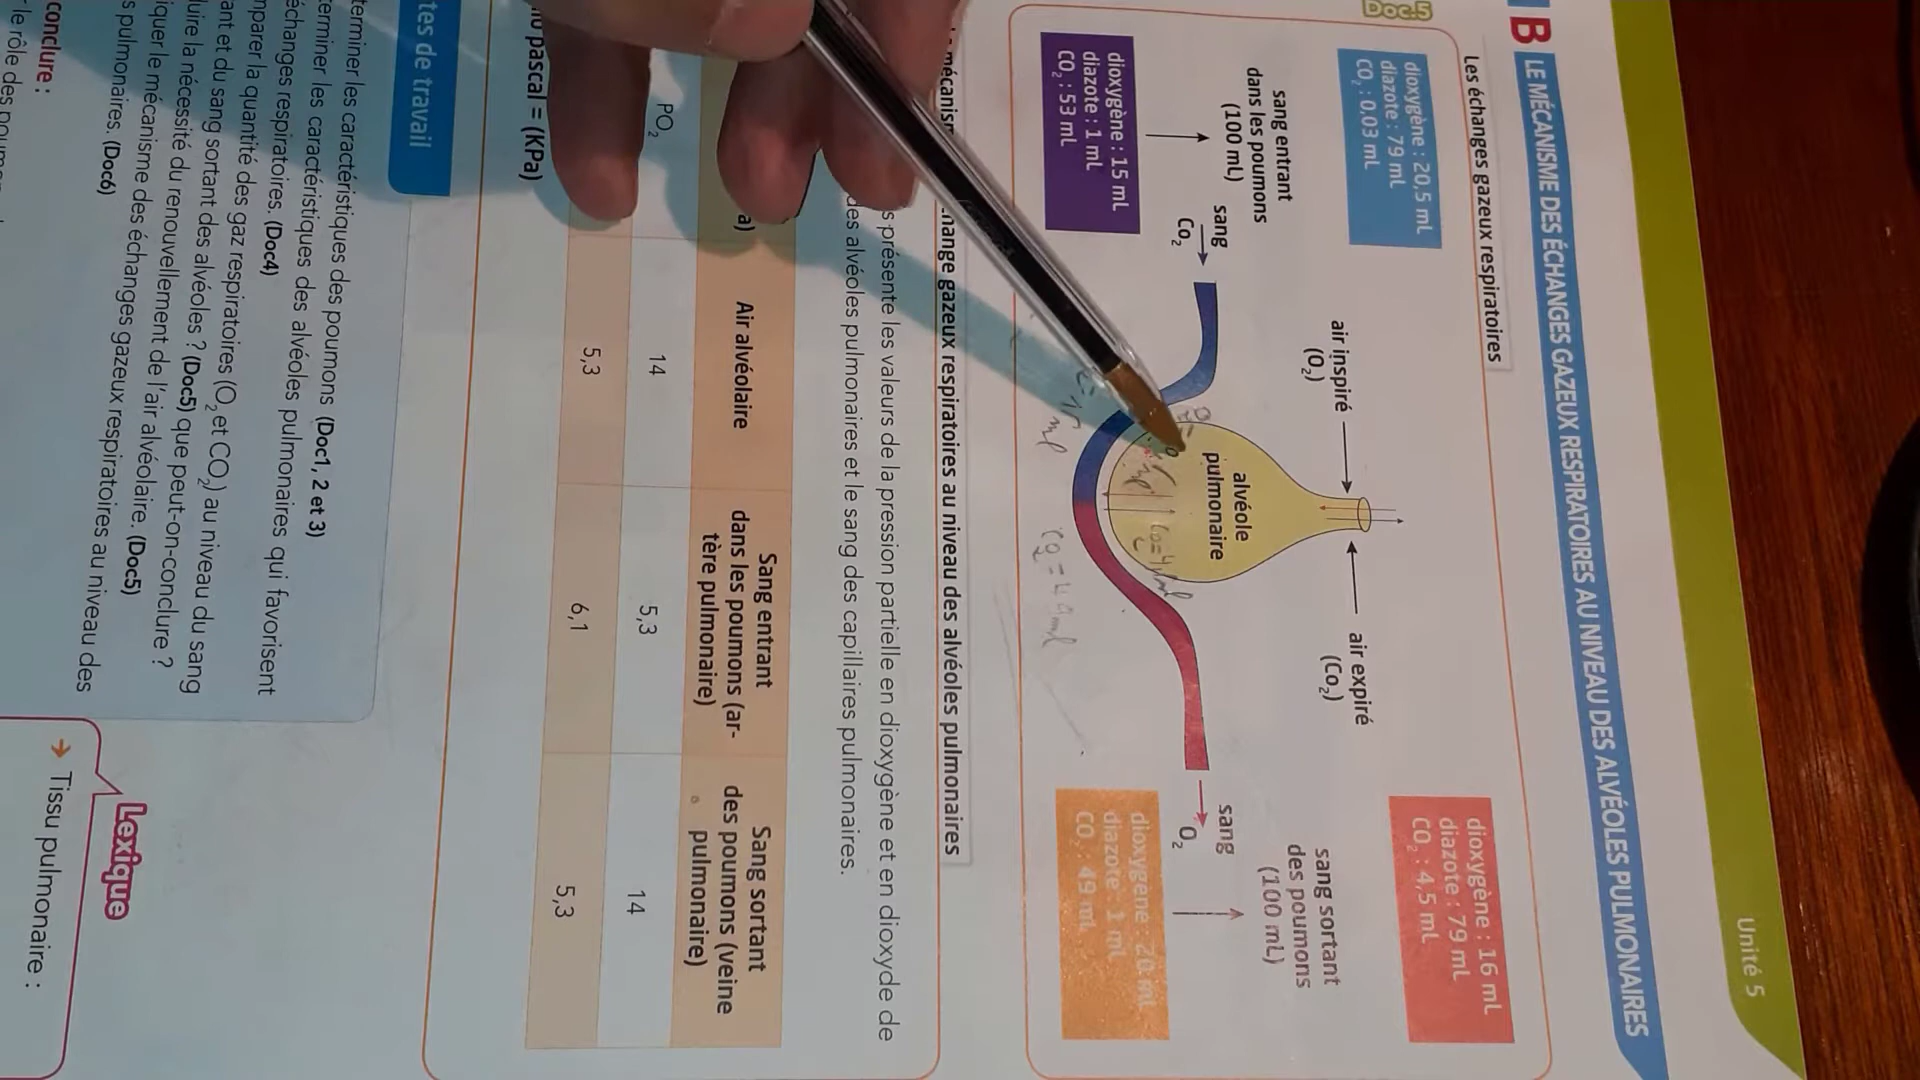 Unité 5
B LE MÉCANISME DES ÉCHANGES GAZEUX RESPIRATOIRES AU NIVEAU DES ALVÉOLES PULMONAIRES
Doc.5
Les échanges gazeux respiratoires
dioxygène : 20,5 mL
diazote : 79 mL
CO2 : 0,03 mL
air inspiré
(O2)
air expiré
(Co2)
dioxygène : 16 mL
diazote : 79 mL
CO2 : 4,5 mL
sang entrant
dans les poumons
(100 mL)
sang
Co2
alvéole
pulmonaire
sang
O2
sang sortant
des poumons
(100 mL)
dioxygène : 15 mL
diazote : 1 mL
CO2 : 53 mL
dioxygène : 20 mL
diazote : 1 mL
CO2 : 49 mL
15 ml
CO2 = 49ml
change gazeux respiratoires au niveau des alvéoles pulmonaires
s présente les valeurs de la pression partielle en dioxygène et en dioxyde de
des alvéoles pulmonaires et le sang des capillaires pulmonaires.
a)
Air alvéolaire
Sang entrant
dans les poumons (ar-
tère pulmonaire)
Sang sortant
des poumons (veine
pulmonaire)
PO2
14
5,3
14
5,3
6,1
5,3
pascal = (KPa)
tes de travail
terminer les caractéristiques des poumons (Doc1, 2 et 3)
terminer les caractéristiques des alvéoles pulmonaires qui favorisent
échanges respiratoires. (Doc4)
mparer la quantité des gaz respiratoires (O2 et CO2) au niveau du sang
ant et du sang sortant des alvéoles ? (Doc5) que peut-on-conclure ?
duire la nécessité du renouvellement de l'air alvéolaire. (Doc5)
iquer le mécanisme des échanges gazeux respiratoires au niveau des
s pulmonaires. (Doc6)
conclure :
le rôle des poumons
Lexique
→ Tissu pulmonaire :